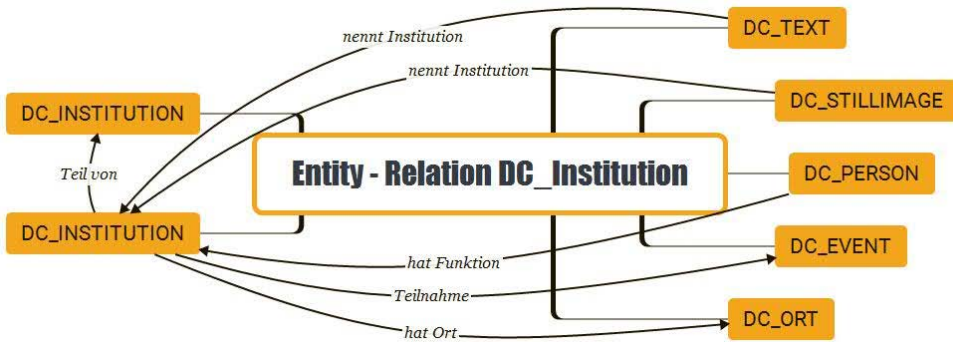 nennt Institution
DC_TEXT
nennt Institution
DC_STILLIMAGE
DC_INSTITUTION
Teil von
Entity - Relation DC_Institution
DC_PERSON
DC_INSTITUTION
hat Funktion
DC_EVENT
Teilnahme
hat Ort
DC_ORT